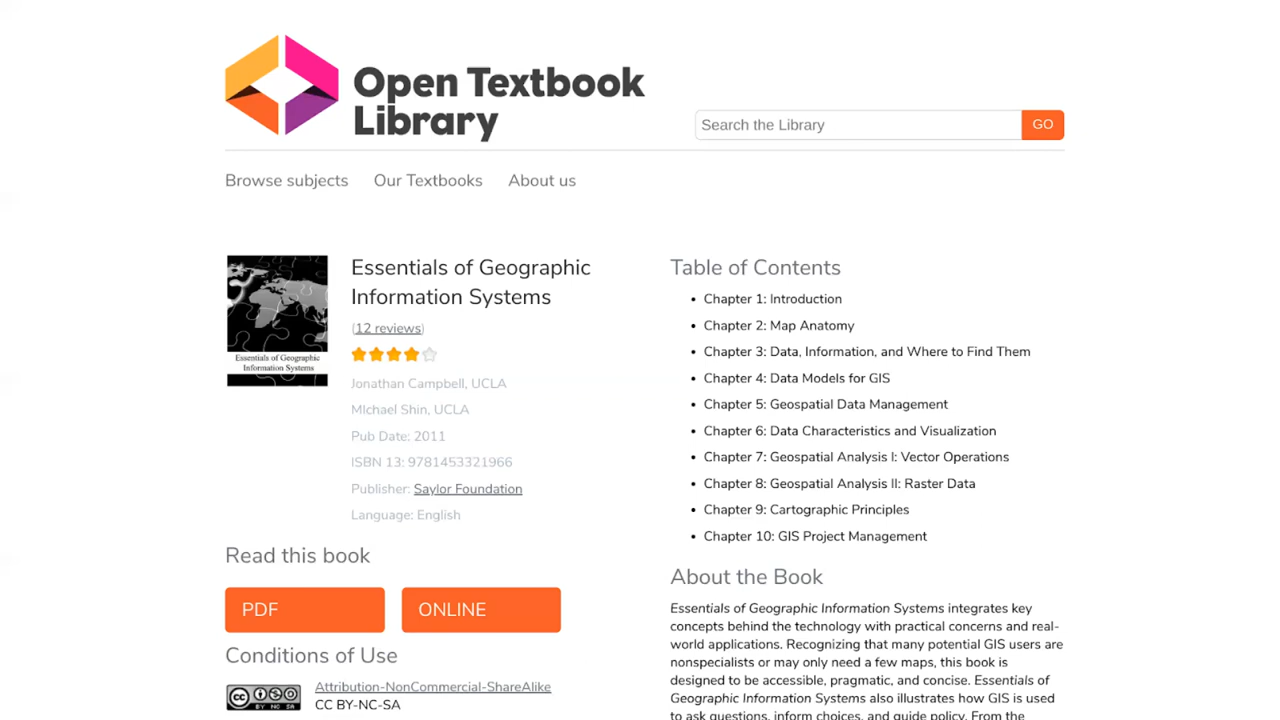 Open Textbook
Library
Search the Library
GO
Browse subjects
Our Textbooks
About us
Essentials of Geographic
Information Systems
Essentials of Geographic
Information Systems
(12 reviews)
Jonathan Campbell, UCLA
MIchael Shin, UCLA
Pub Date: 2011
ISBN 13: 9781453321966
Publisher: Saylor Foundation
Language: English
Read this book
PDF
ONLINE
Conditions of Use
cc BY NC SA
Attribution-NonCommercial-ShareAlike
CC BY-NC-SA
Table of Contents
• Chapter 1: Introduction
• Chapter 2: Map Anatomy
• Chapter 3: Data, Information, and Where to Find Them
• Chapter 4: Data Models for GIS
• Chapter 5: Geospatial Data Management
• Chapter 6: Data Characteristics and Visualization
• Chapter 7: Geospatial Analysis I: Vector Operations
• Chapter 8: Geospatial Analysis II: Raster Data
• Chapter 9: Cartographic Principles
• Chapter 10: GIS Project Management
About the Book
Essentials of Geographic Information Systems integrates key
concepts behind the technology with practical concerns and real-
world applications. Recognizing that many potential GIS users are
nonspecialists or may only need a few maps, this book is
designed to be accessible, pragmatic, and concise. Essentials of
Geographic Information Systems also illustrates how GIS is used
to ask questions, inform choices, and guide policy. From the